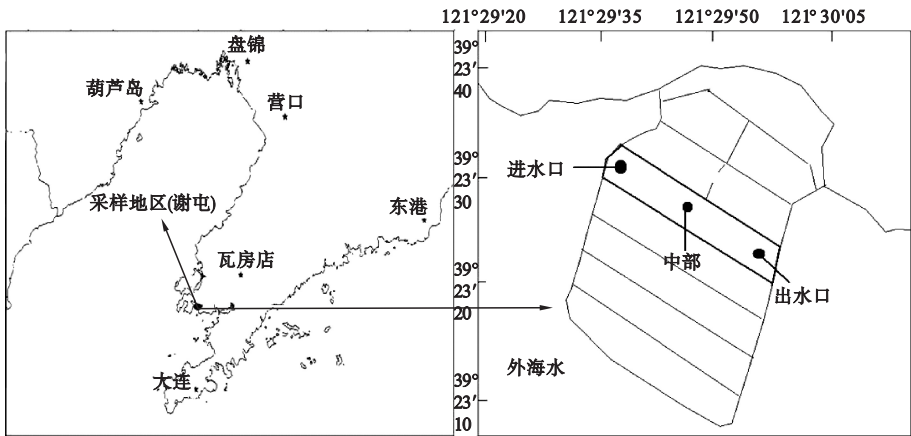 121°29′20 121°29′35 121°29′50 121°30′05
盘锦
葫芦岛
营口
采样地区(谢屯)
东港
瓦房店
大连
39°
23′
40
39°
23′
30
39°
23′
20
39°
23′
10
进水口
中部
出水口
外海水